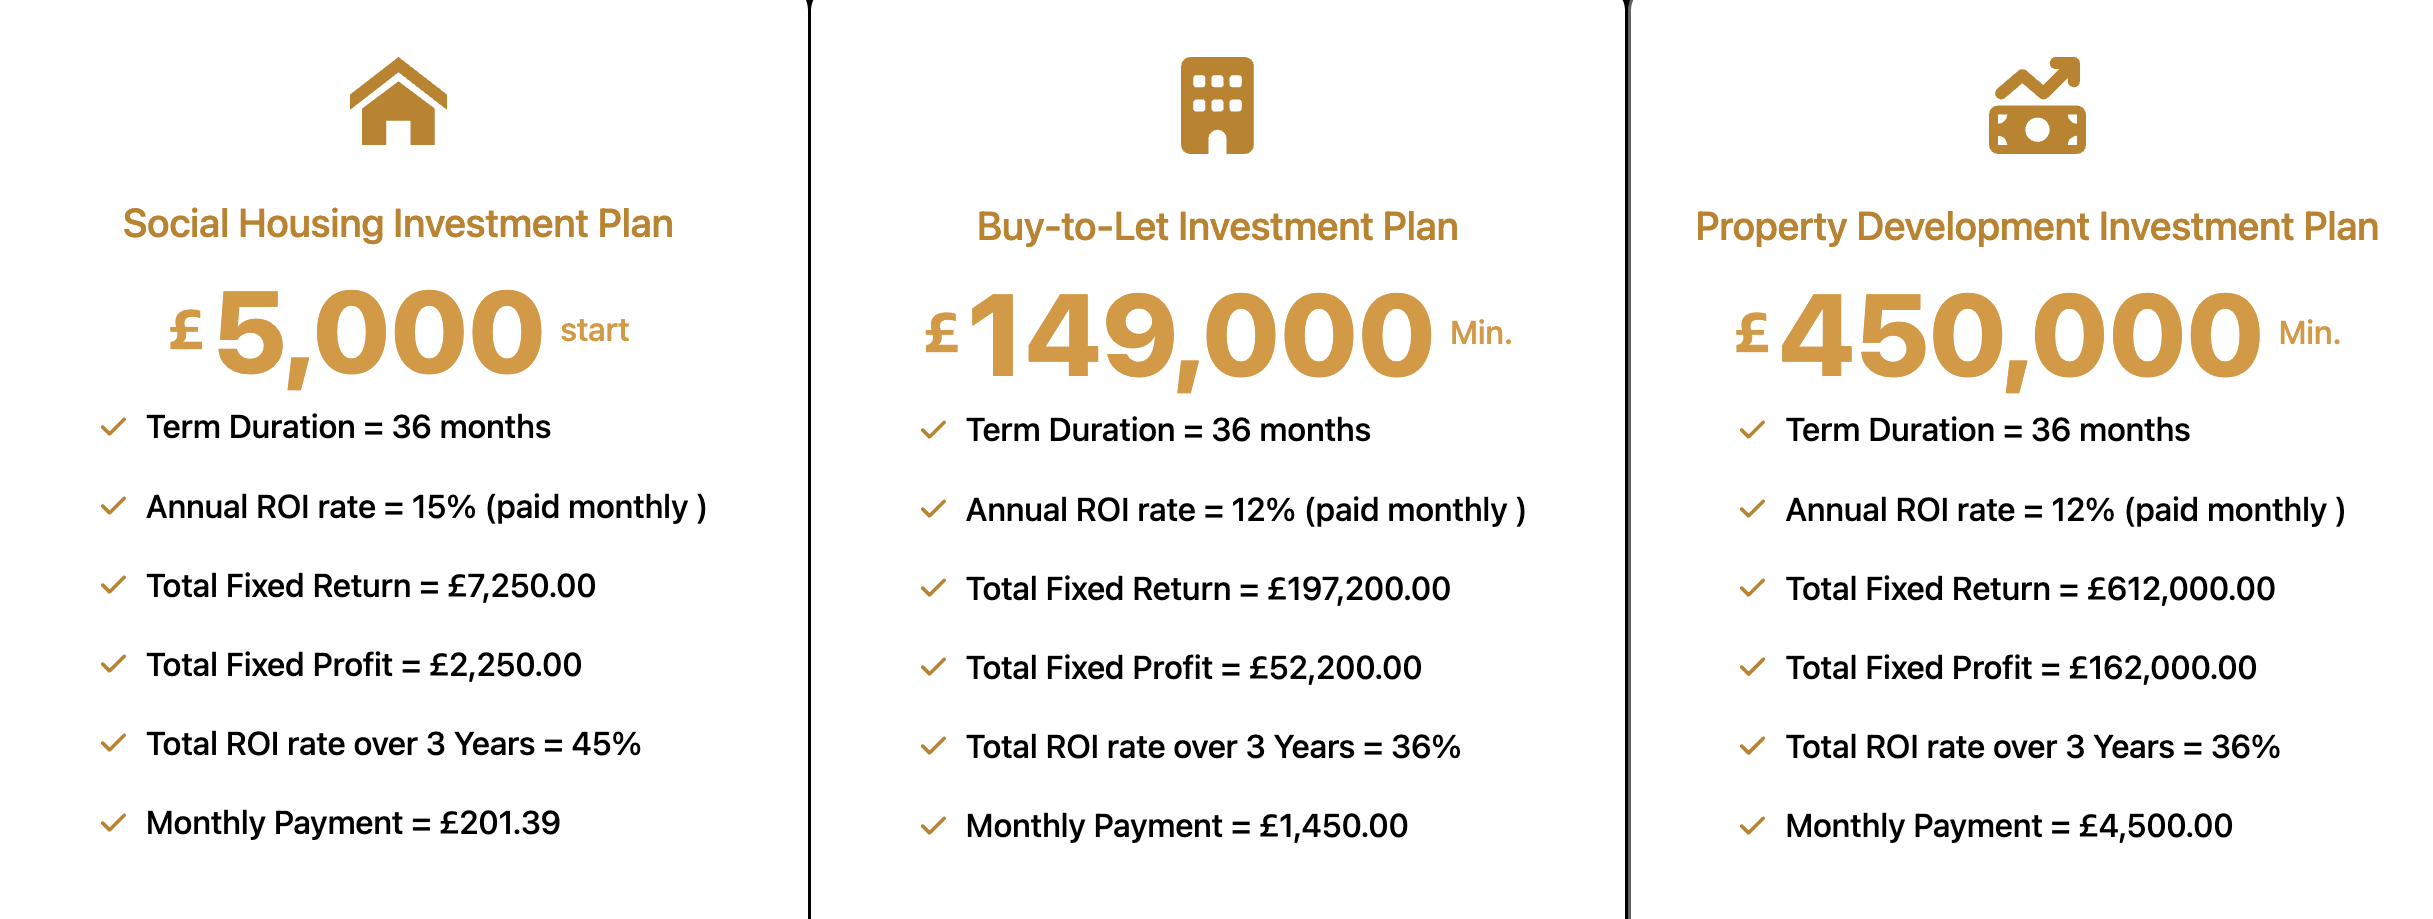 Social Housing Investment Plan
£5,000 start
Term Duration = 36 months
Annual ROI rate = 15% (paid monthly )
Total Fixed Return = £7,250.00
Total Fixed Profit = £2,250.00
Total ROI rate over 3 Years = 45%
Monthly Payment = £201.39
Buy-to-Let Investment Plan
£149,000 Min.
Term Duration = 36 months
Annual ROI rate = 12% (paid monthly )
Total Fixed Return = £197,200.00
Total Fixed Profit = £52,200.00
Total ROI rate over 3 Years = 36%
Monthly Payment = £1,450.00
Property Development Investment Plan
£450,000 Min.
Term Duration = 36 months
Annual ROI rate = 12% (paid monthly )
Total Fixed Return = £612,000.00
Total Fixed Profit = £162,000.00
Total ROI rate over 3 Years = 36%
Monthly Payment = £4,500.00